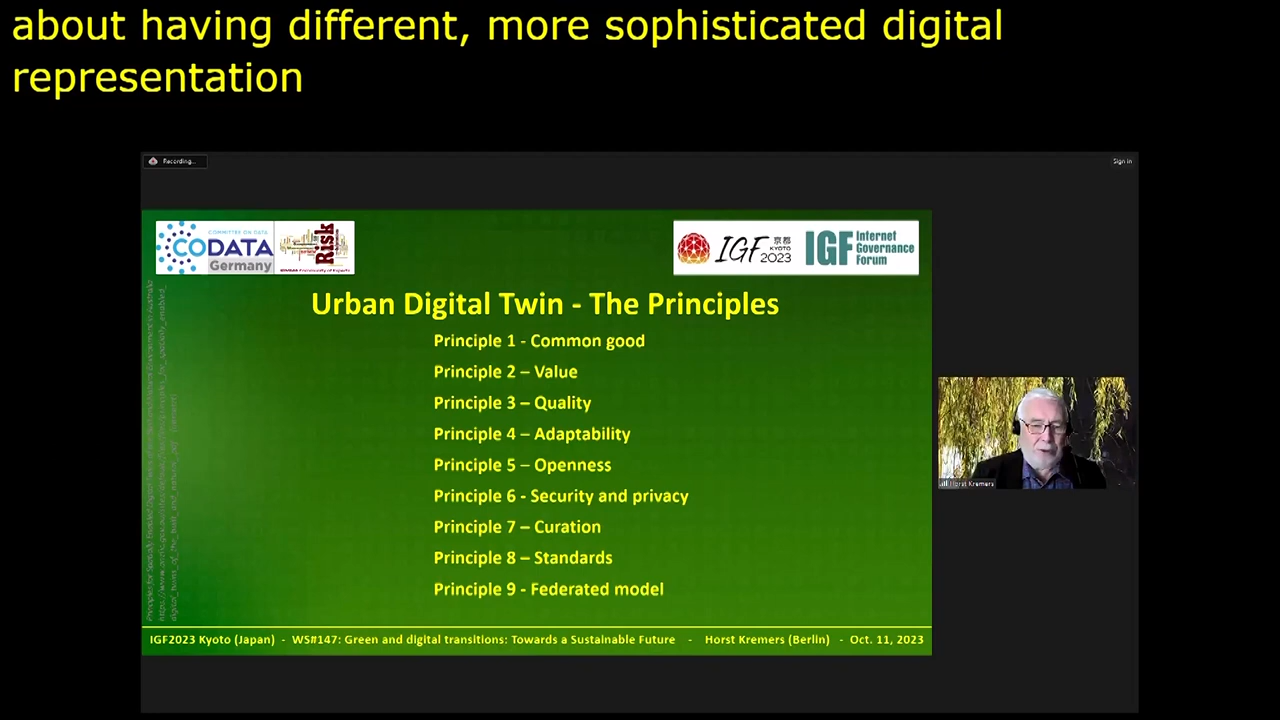 about having different, more sophisticated digital
representation
Recording...
Sign in
COMMITTEE ON DATA
CODATA
Germany
Risk
IGF 京都
KYOTO
2023
IGF Internet
Governance
Forum
Urban Digital Twin - The Principles
Principle 1 - Common good
Principle 2 – Value
Principle 3 – Quality
Principle 4 – Adaptability
Principle 5 – Openness
Principle 6 - Security and privacy
Principle 7 – Curation
Principle 8 – Standards
Principle 9 - Federated model
Horst Kremers
IGF2023 Kyoto (Japan) - WS#147: Green and digital transitions: Towards a Sustainable Future - Horst Kremers (Berlin) - Oct. 11, 2023